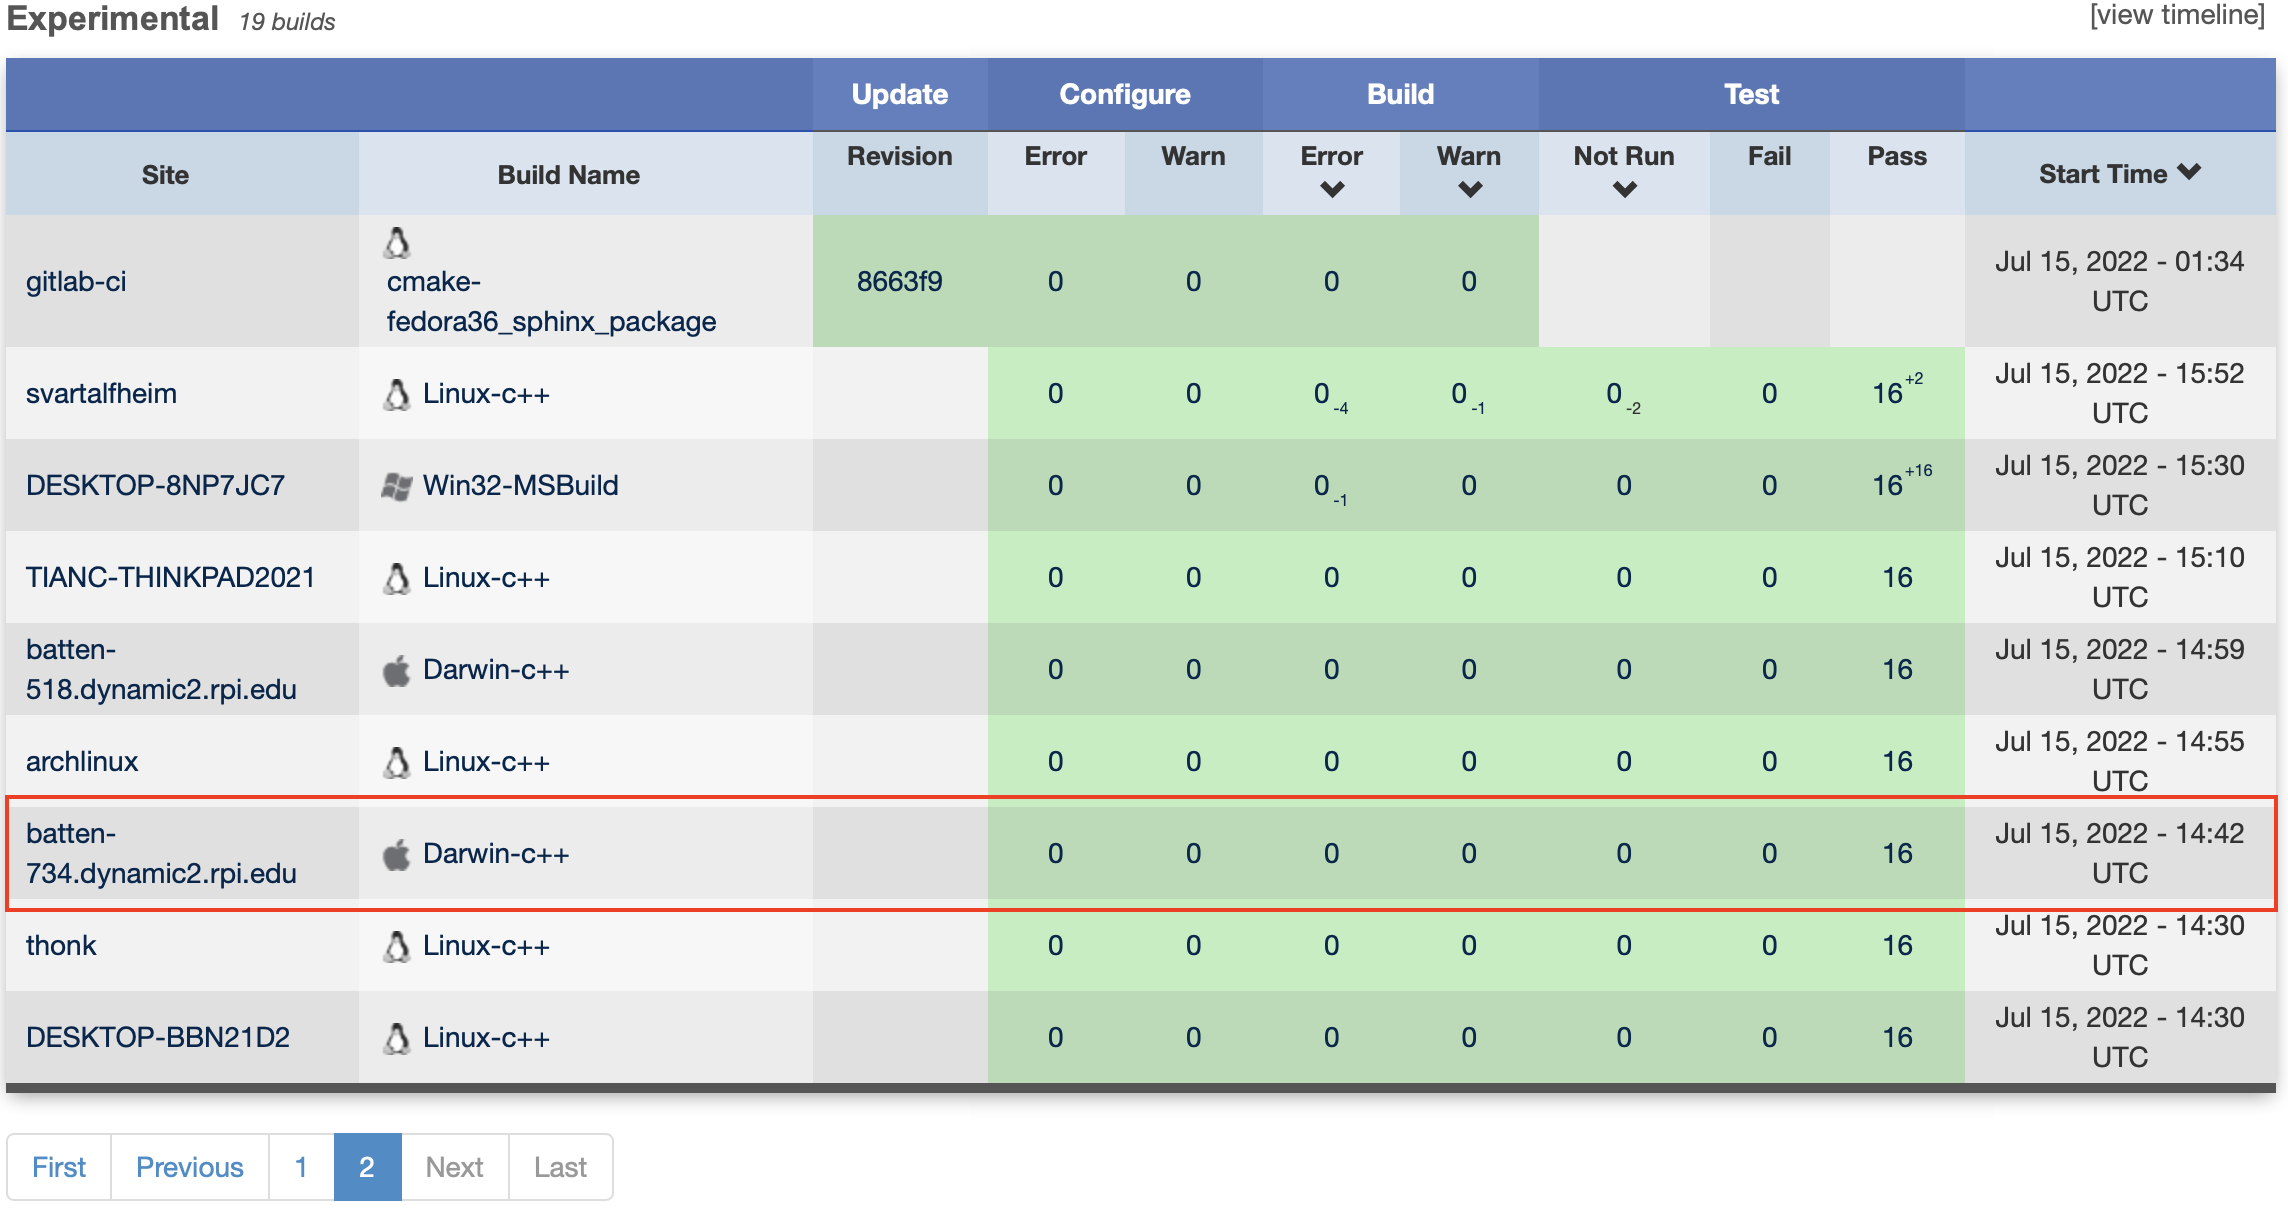 Experimental 19 builds [view timeline]
Update Configure Build Test
Site Build Name Revision Error Warn Error Warn Not Run Fail Pass Start Time
gitlab-ci cmake-fedora36_sphinx_package 8663f9 0 0 0 0 Jul 15, 2022 - 01:34 UTC
svartalfheim Linux-c++ 0 0 0 -4 0 -1 0 -2 0 16 +2 Jul 15, 2022 - 15:52 UTC
DESKTOP-8NP7JC7 Win32-MSBuild 0 0 0 -1 0 0 0 16 +16 Jul 15, 2022 - 15:30 UTC
TIANC-THINKPAD2021 Linux-c++ 0 0 0 0 0 0 16 Jul 15, 2022 - 15:10 UTC
batten-518.dynamic2.rpi.edu Darwin-c++ 0 0 0 0 0 0 16 Jul 15, 2022 - 14:59 UTC
archlinux Linux-c++ 0 0 0 0 0 0 16 Jul 15, 2022 - 14:55 UTC
batten-734.dynamic2.rpi.edu Darwin-c++ 0 0 0 0 0 0 16 Jul 15, 2022 - 14:42 UTC
thonk Linux-c++ 0 0 0 0 0 0 16 Jul 15, 2022 - 14:30 UTC
DESKTOP-BBN21D2 Linux-c++ 0 0 0 0 0 0 16 Jul 15, 2022 - 14:30 UTC
First Previous 1 2 Next Last